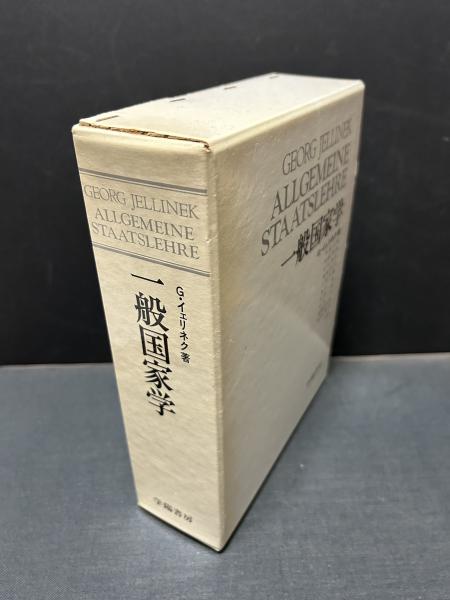 GEORG JELLINEK
ALLGEMEINE
STAATSLEHRE
一般国家学
G・イェリネク著
学陽書房
GEORG JELLINEK
ALLGEMEINE
STAATSLEHRE
一般国家学